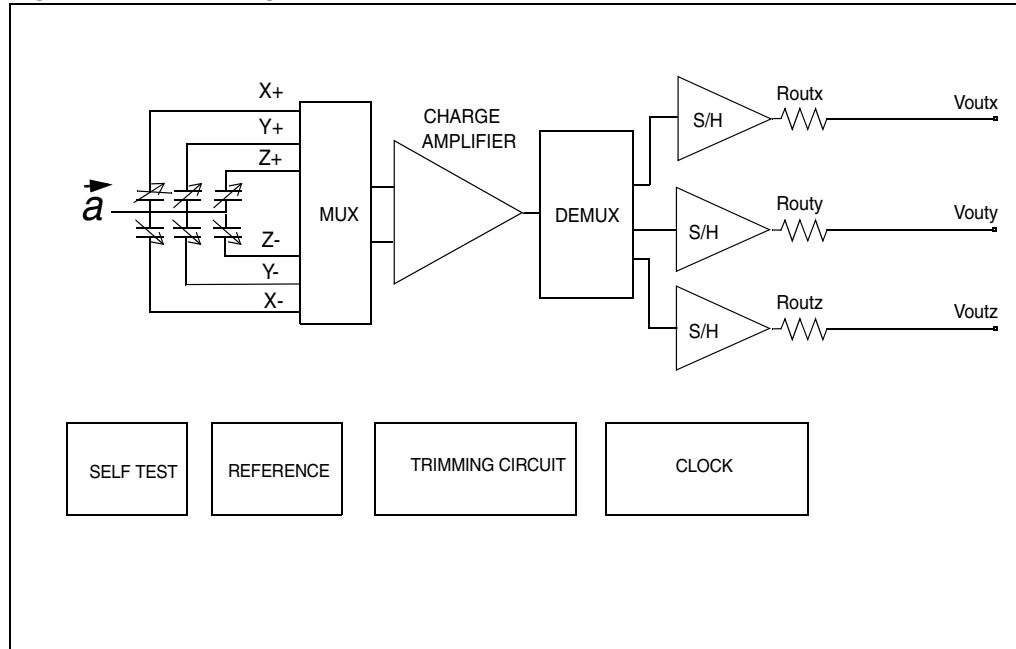 X+
Y+
Z+
a
Z-
Y-
X-
MUX
CHARGE
AMPLIFIER
DEMUX
S/H
Routx
Voutx
S/H
Routy
Vouty
S/H
Routz
Voutz
SELF TEST
REFERENCE
TRIMMING CIRCUIT
CLOCK